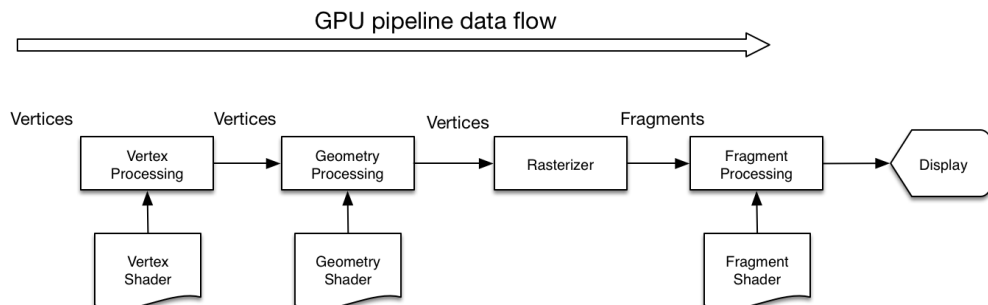 GPU pipeline data flow
Vertices
Vertices
Vertices
Fragments
Vertex
Processing
Geometry
Processing
Rasterizer
Fragment
Processing
Display
Vertex
Shader
Geometry
Shader
Fragment
Shader